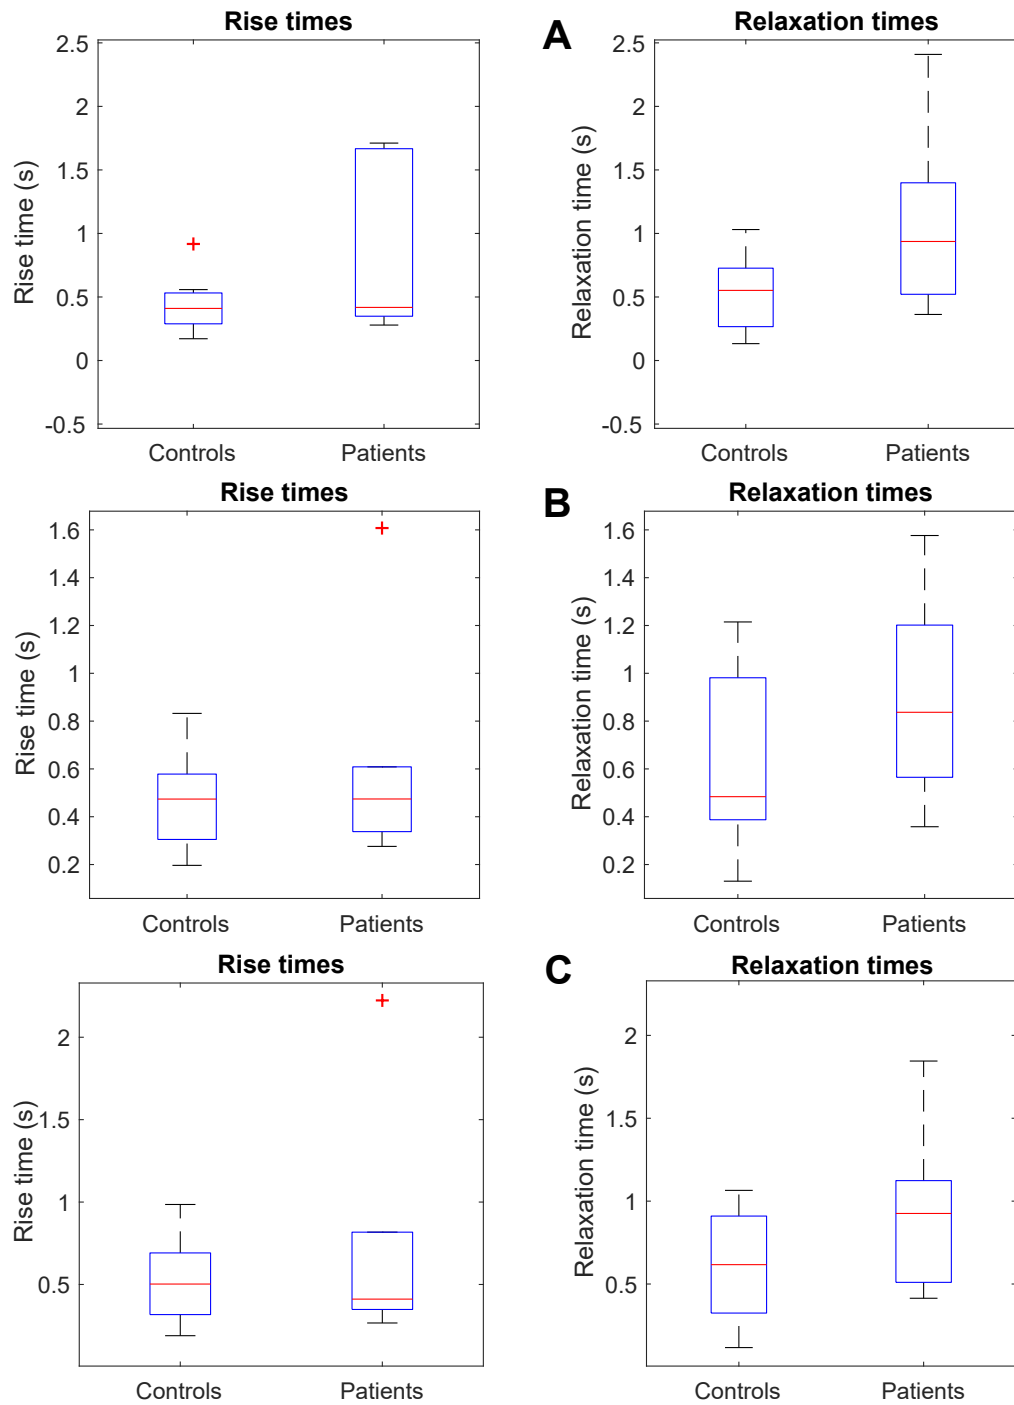 Rise times
A
Relaxation times
Rise time (s)
2.5
2
1.5
1
0.5
0
-0.5
Controls
Patients
Relaxation time (s)
2.5
2
1.5
1
0.5
0
-0.5
Controls
Patients
Rise times
B
Relaxation times
Rise time (s)
1.6
1.4
1.2
1
0.8
0.6
0.4
0.2
Controls
Patients
Relaxation time (s)
1.6
1.4
1.2
1
0.8
0.6
0.4
0.2
Controls
Patients
Rise times
C
Relaxation times
Rise time (s)
2
1.5
1
0.5
Controls
Patients
Relaxation time (s)
2
1.5
1
0.5
Controls
Patients